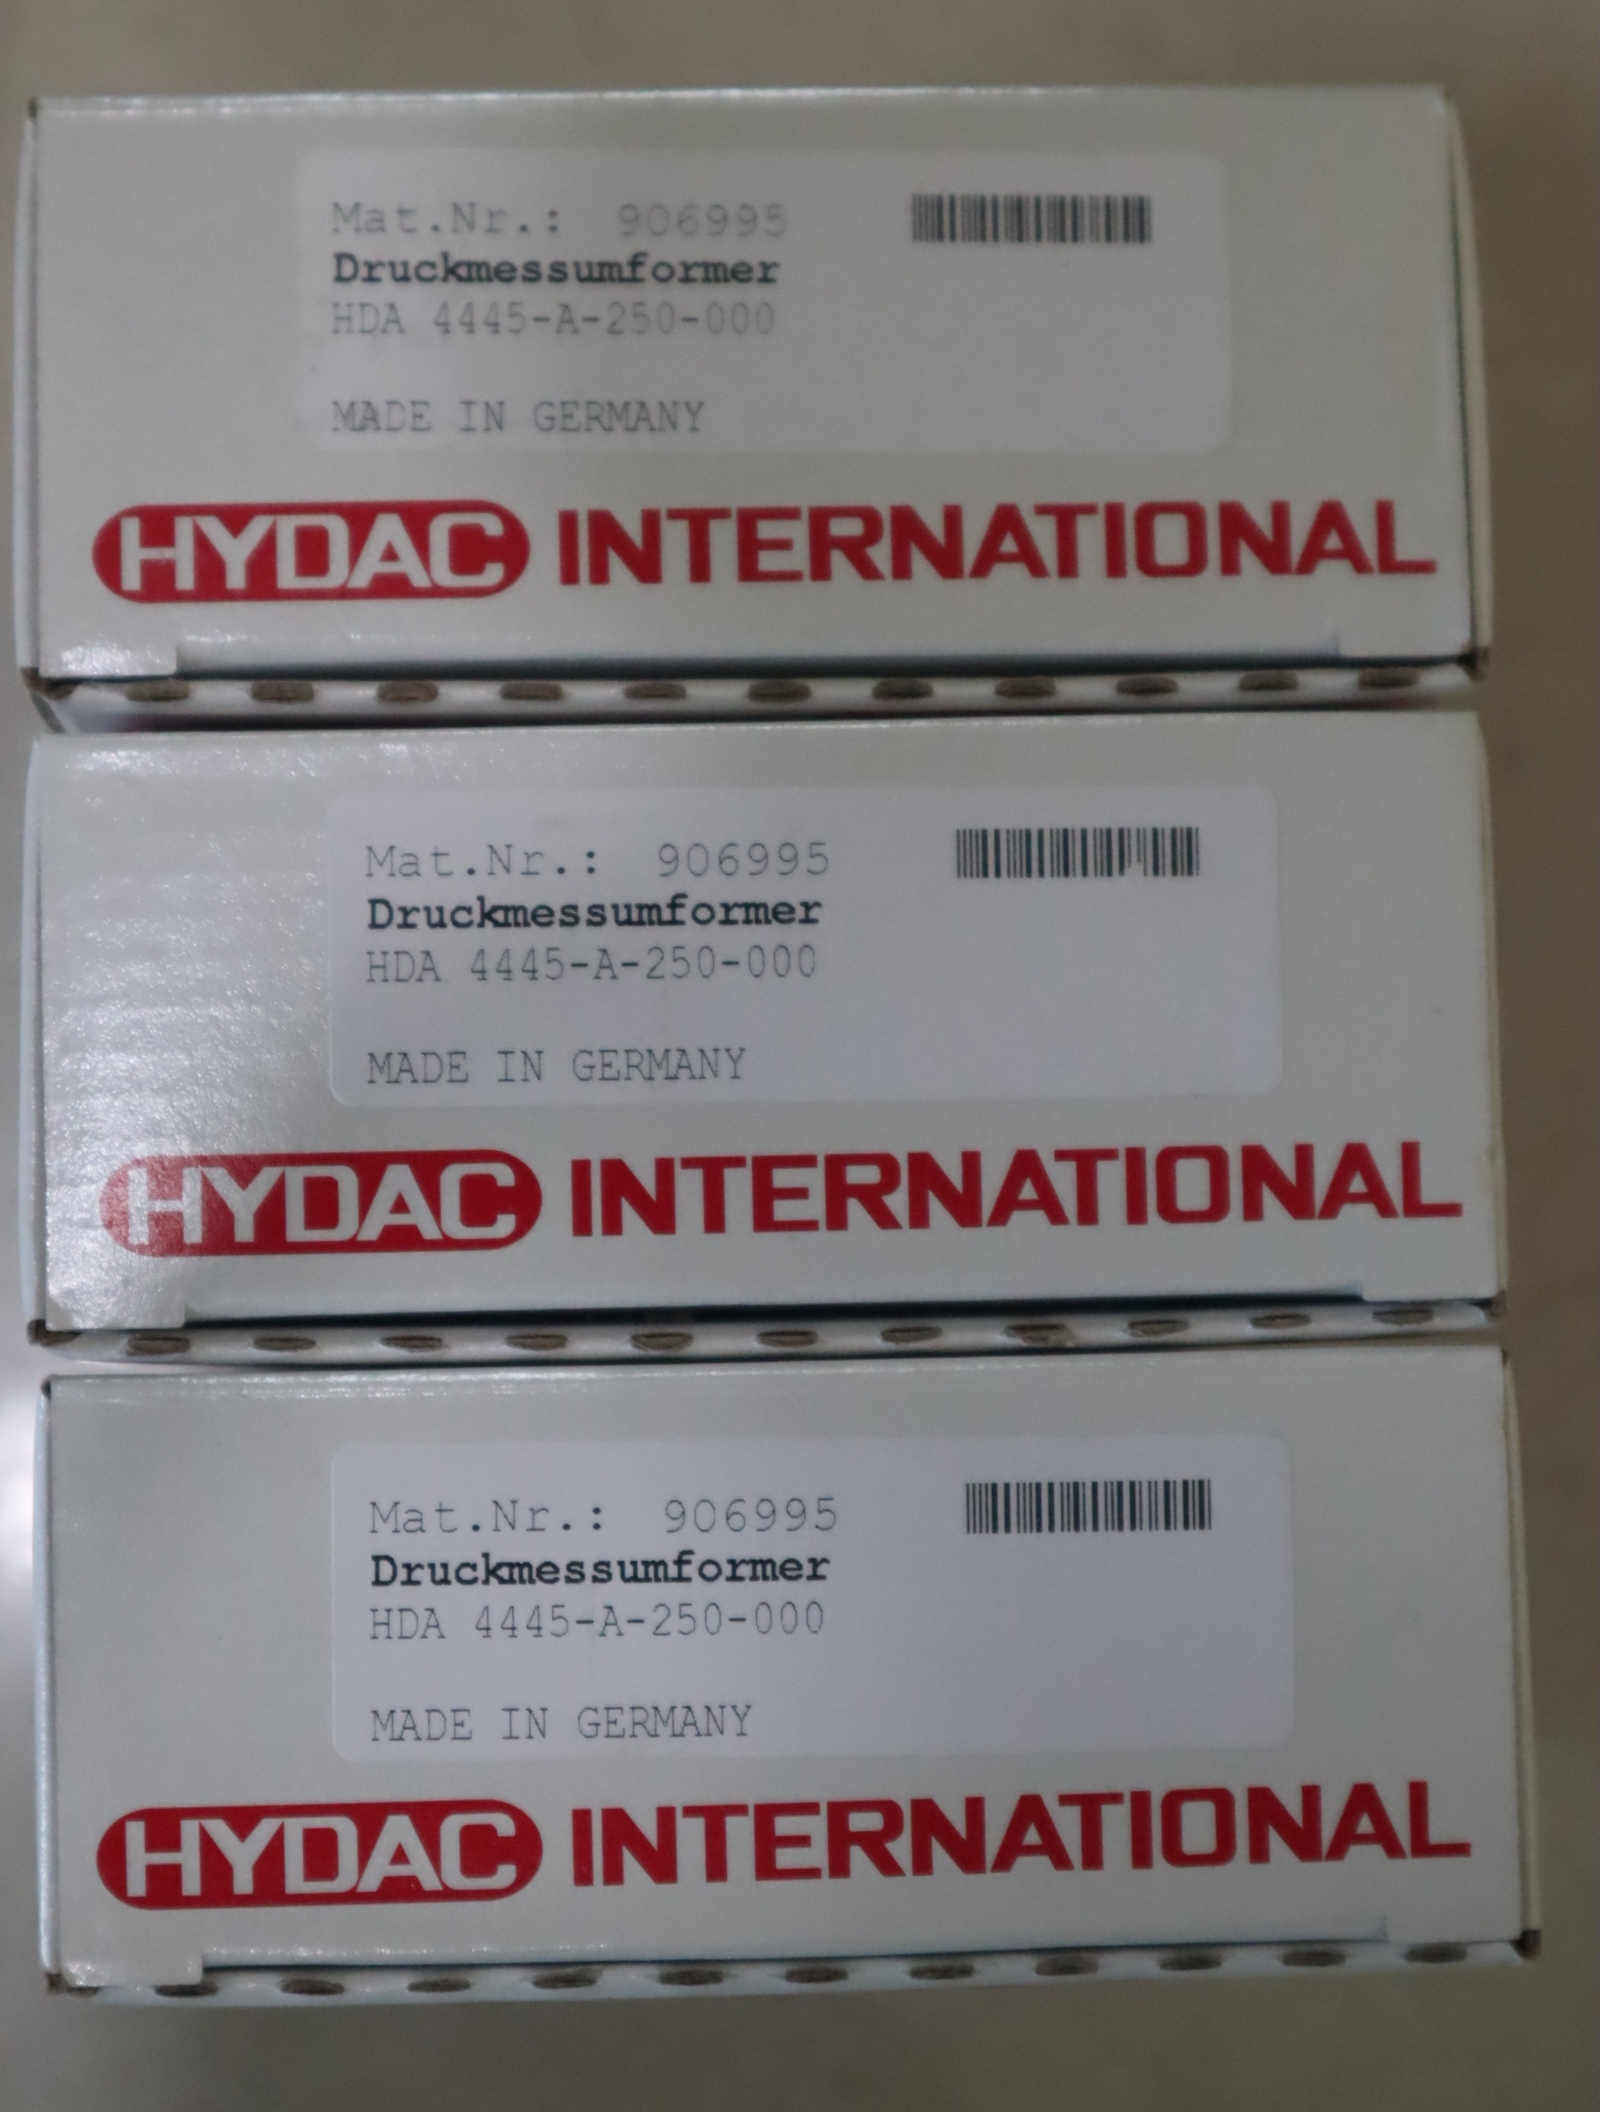 Mat.Nr.: 906995
Druckmessumformer
HDA 4445-A-250-000
MADE IN GERMANY
HYDAC INTERNATIONAL
Mat.Nr.: 906995
Druckmessumformer
HDA 4445-A-250-000
MADE IN GERMANY
HYDAC INTERNATIONAL
Mat.Nr.: 906995
Druckmessumformer
HDA 4445-A-250-000
MADE IN GERMANY
HYDAC INTERNATIONAL